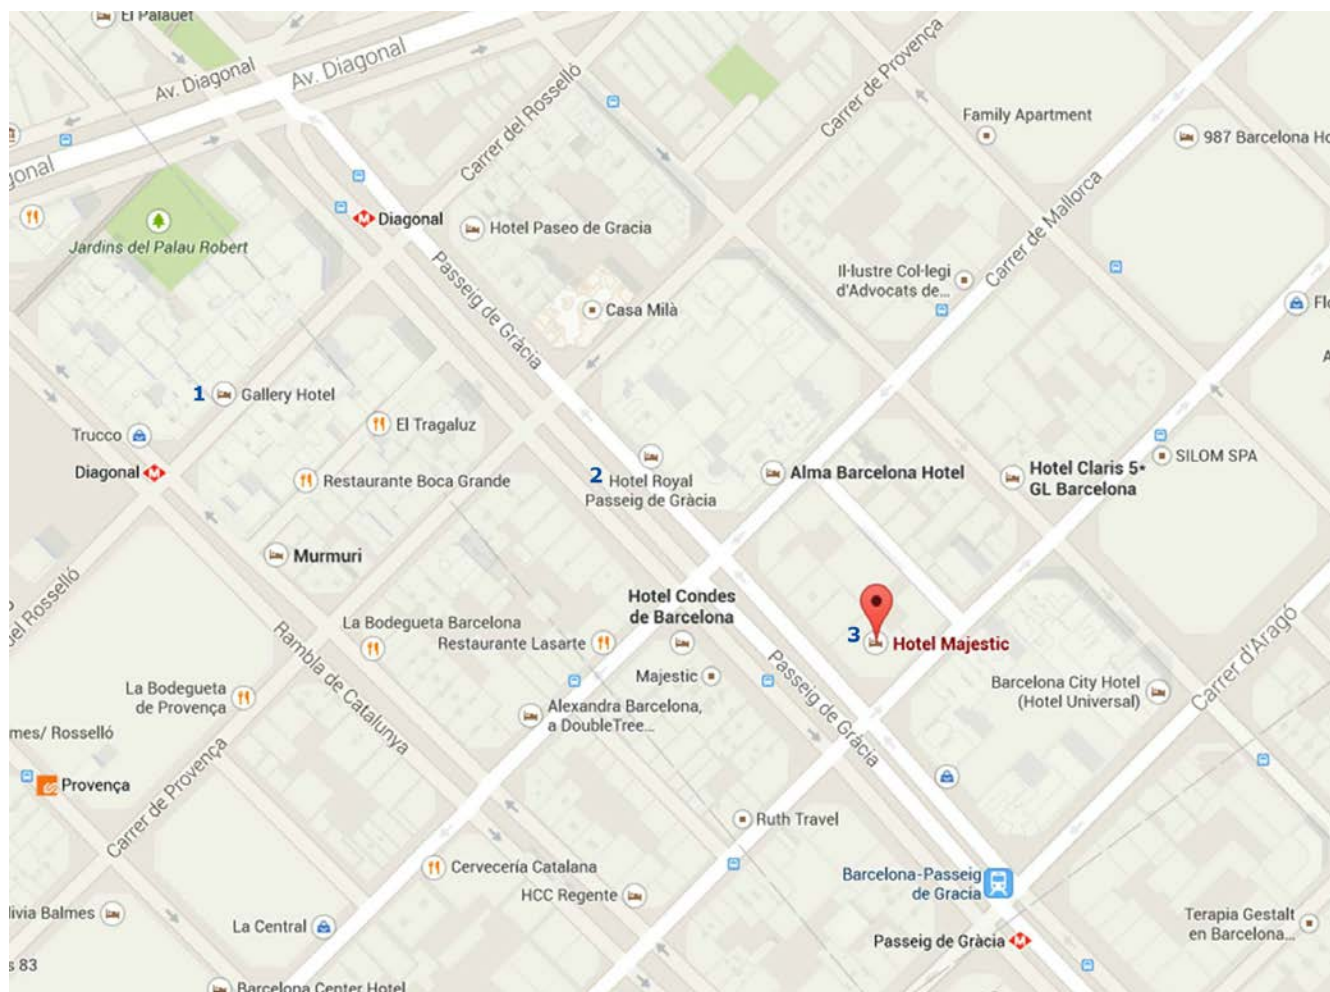 El Palauet
Av. Diagonal
Av. Diagonal
Carrer del Rosselló
Carrer de Provença
Family Apartment
987 Barcelona Ho
Diagonal
Jardins del Palau Robert
Hotel Paseo de Gracia
Carrer de Mallorca
Il·lustre Col·legi
d'Advocats de...
Passeig de Gràcia
Casa Milà
Flo
A
1
Gallery Hotel
El Tragaluz
Trucco
Diagonal
Restaurante Boca Grande
2
Hotel Royal
Passeig de Gràcia
Alma Barcelona Hotel
Hotel Claris 5*
GL Barcelona
SILOM SPA
Murmuri
del Rosselló
Hotel Condes
de Barcelona
La Bodegueta Barcelona
Restaurante Lasarte
3
Hotel Majestic
Carrer d'Aragó
Rambla de Catalunya
Majestic
Passeig de Gràcia
Barcelona City Hotel
(Hotel Universal)
La Bodegueta
de Provença
Alexandra Barcelona,
a DoubleTree...
mes/ Rosselló
Provença
Carrer de Provença
Ruth Travel
Cervecería Catalana
HCC Regente
Barcelona-Passeig
de Gracia
livia Balmes
La Central
Passeig de Gràcia
Terapia Gestalt
en Barcelona...
s 83
Barcelona Center Hotel